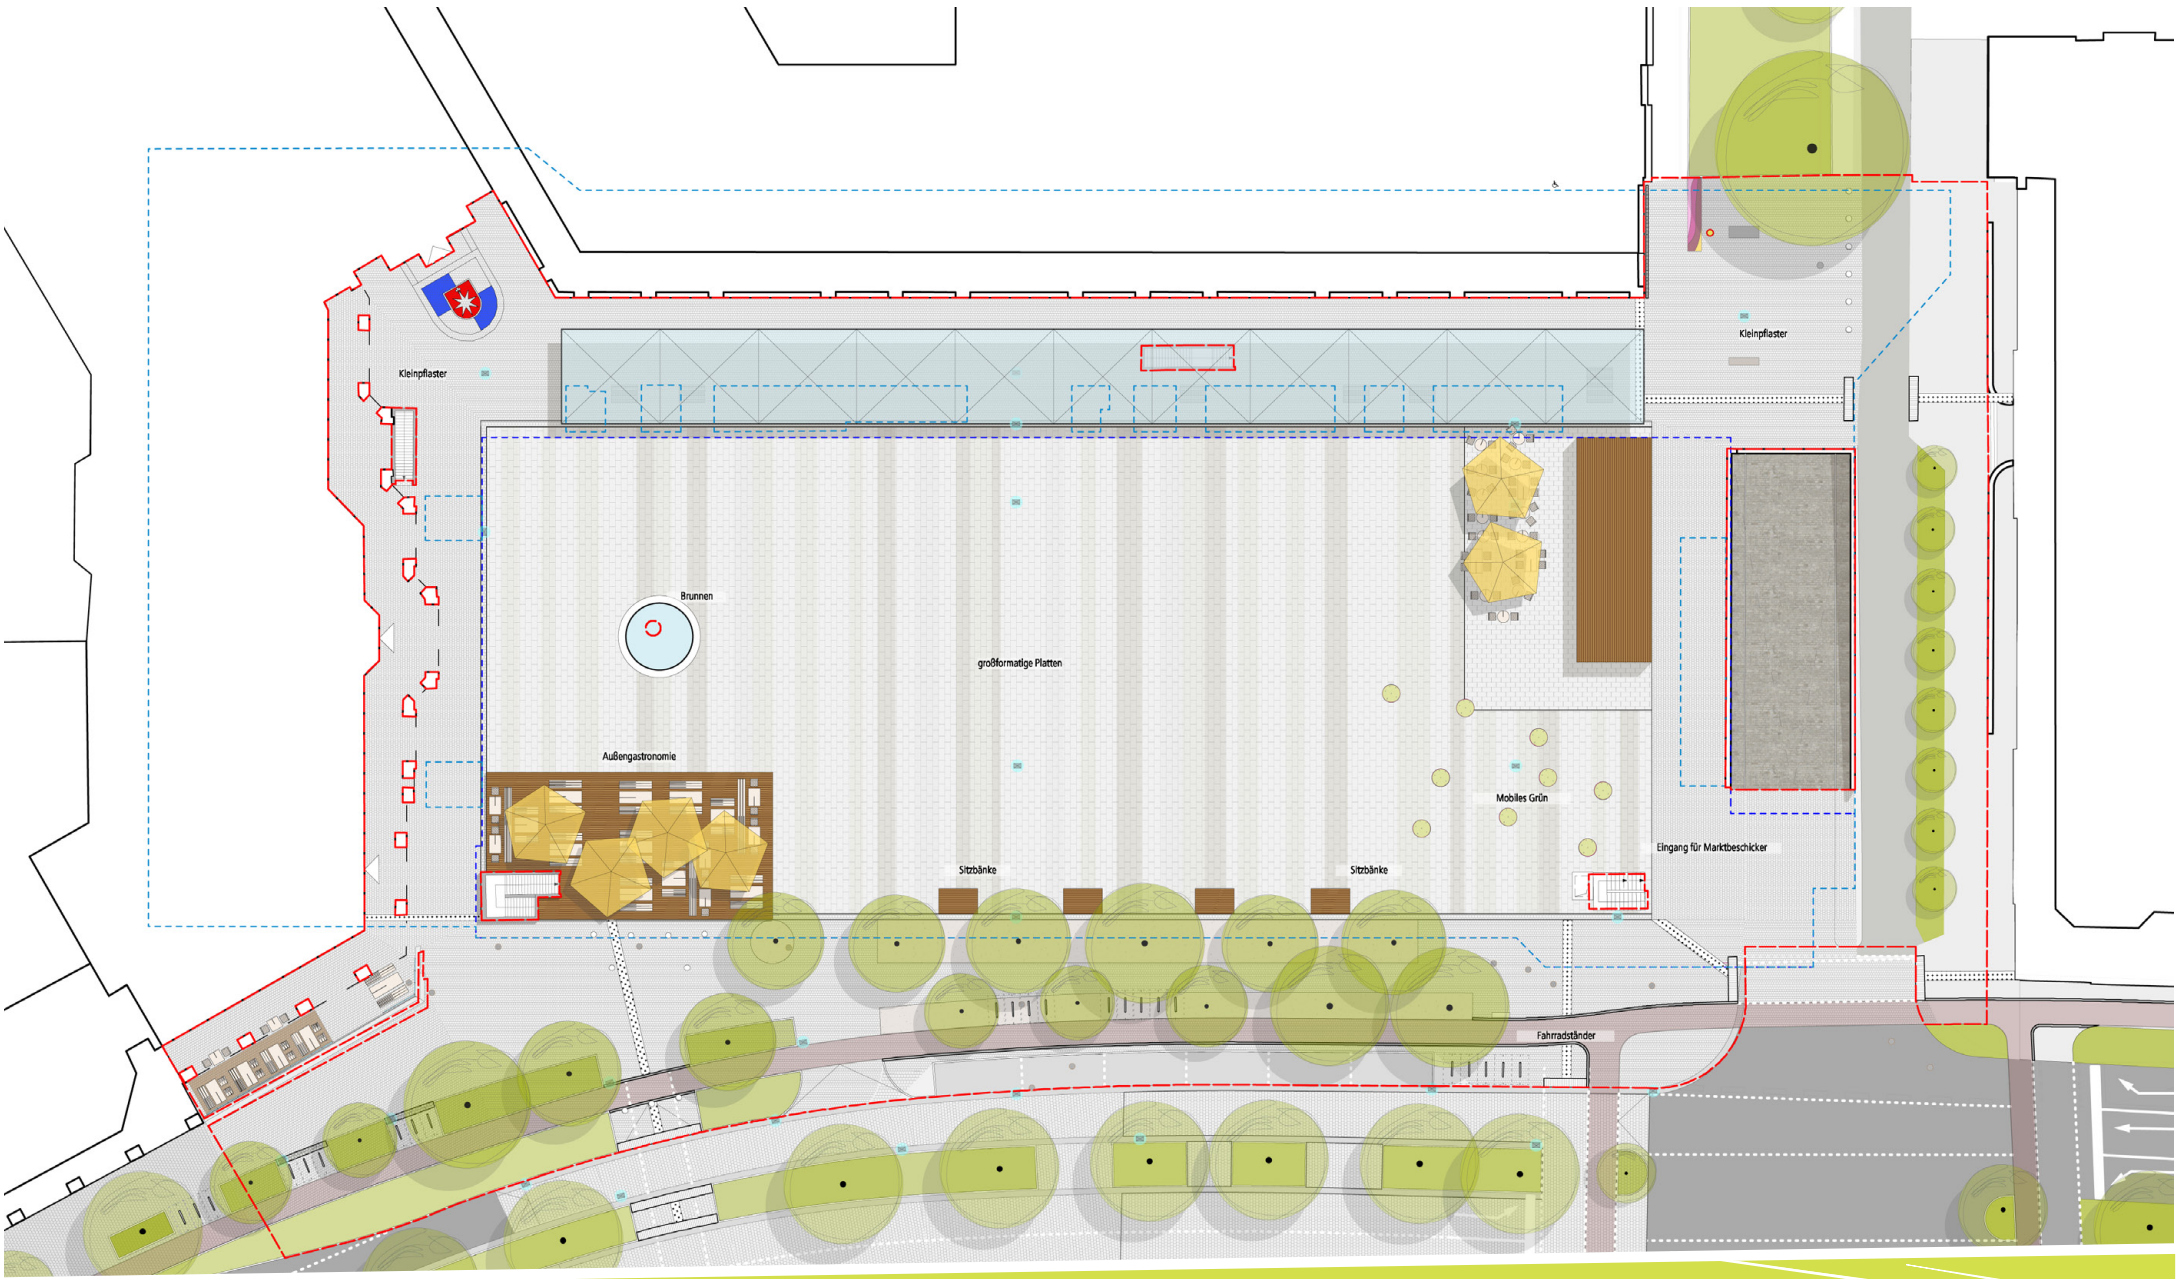 Kleinpflaster
Kleinpflaster
Brunnen
großformatige Platten
Außengastronomie
Mobiles Grün
Eingang für Marktbeschicker
Sitzbänke
Sitzbänke
Fahrradständer